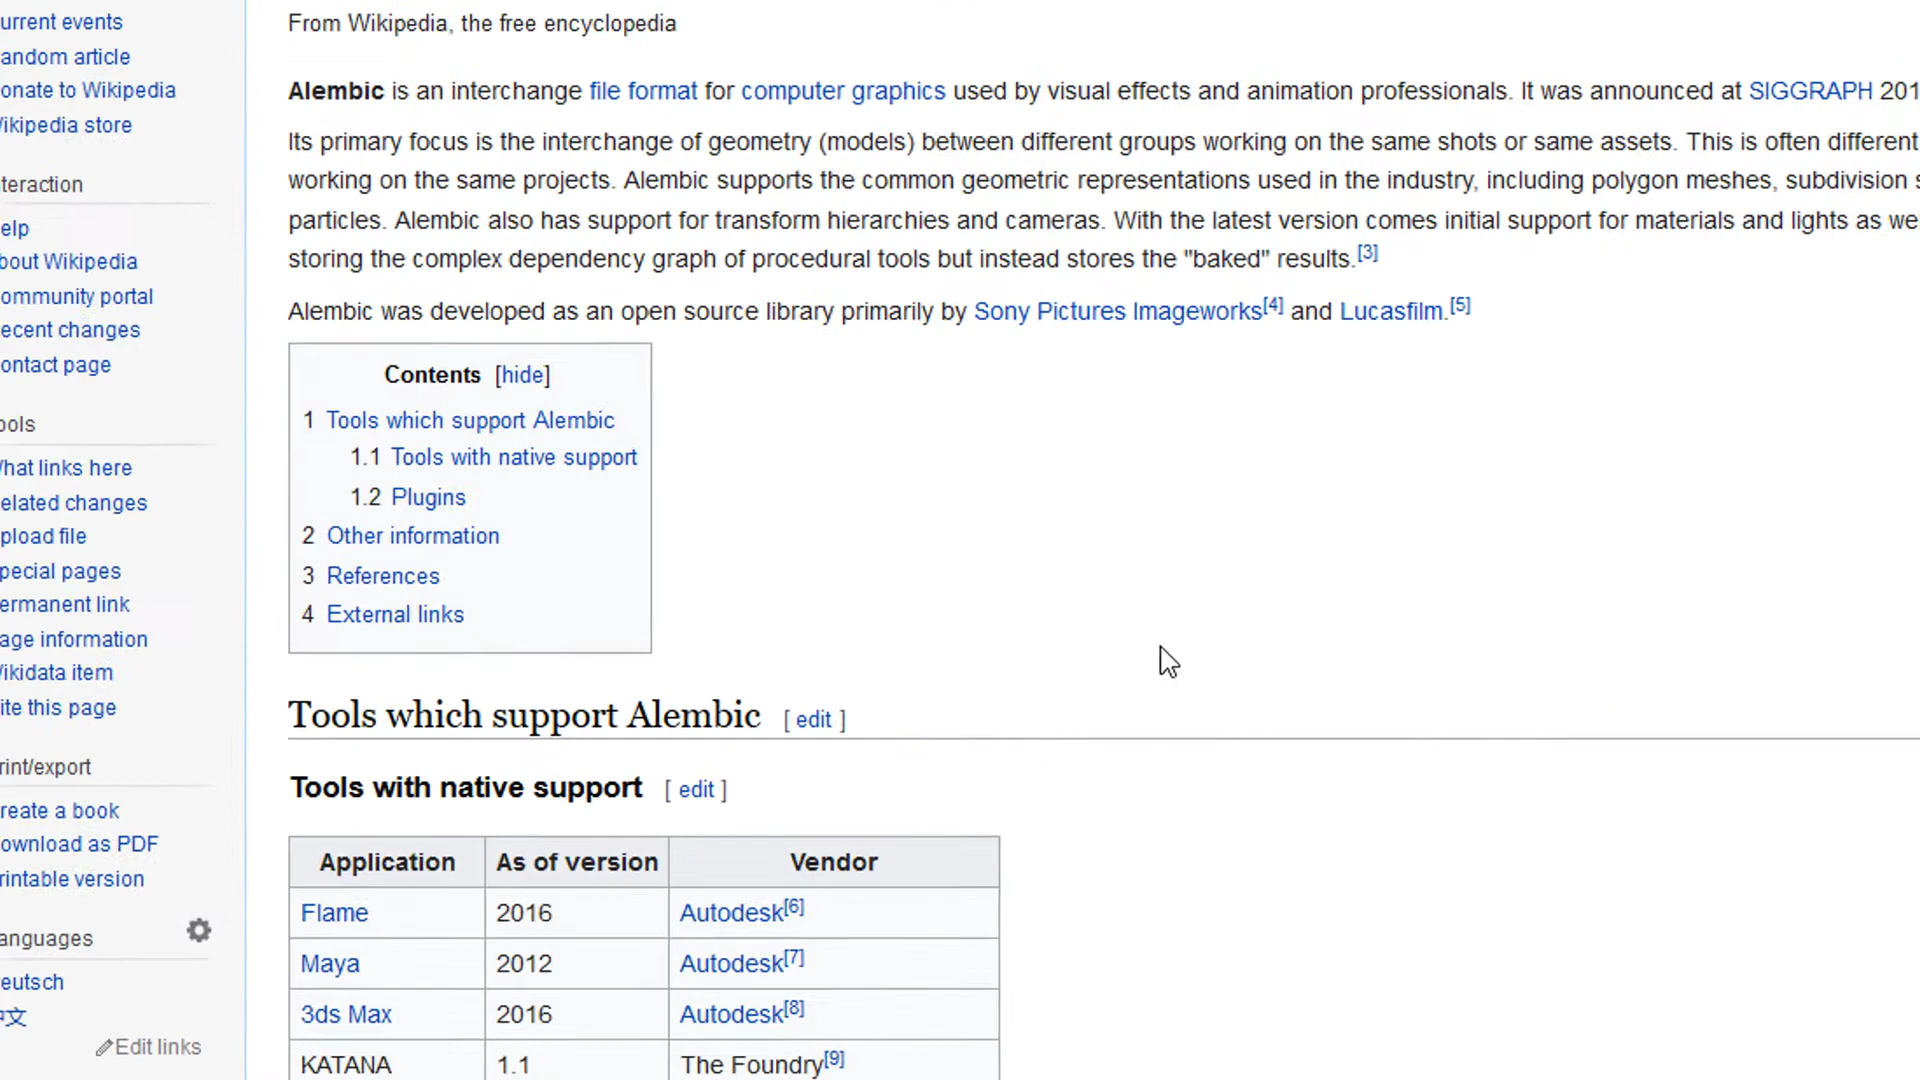 urrent events
andom article
onate to Wikipedia
ikipedia store
teraction
elp
bout Wikipedia
ommunity portal
ecent changes
ontact page
ools
hat links here
elated changes
pload file
pecial pages
ermanent link
age information
ikidata item
ite this page
rint/export
reate a book
ownload as PDF
rintable version
anguages
eutsch
中文
Edit links
From Wikipedia, the free encyclopedia
Alembic is an interchange file format for computer graphics used by visual effects and animation professionals. It was announced at SIGGRAPH 201
Its primary focus is the interchange of geometry (models) between different groups working on the same shots or same assets. This is often different
working on the same projects. Alembic supports the common geometric representations used in the industry, including polygon meshes, subdivision s
particles. Alembic also has support for transform hierarchies and cameras. With the latest version comes initial support for materials and lights as we
storing the complex dependency graph of procedural tools but instead stores the "baked" results.[3]
Alembic was developed as an open source library primarily by Sony Pictures Imageworks[4] and Lucasfilm.[5]
Contents [hide]
1 Tools which support Alembic
1.1 Tools with native support
1.2 Plugins
2 Other information
3 References
4 External links
Tools which support Alembic [ edit ]
Tools with native support [ edit ]
Application As of version Vendor
Flame 2016 Autodesk[6]
Maya 2012 Autodesk[7]
3ds Max 2016 Autodesk[8]
KATANA 1.1 The Foundry[9]